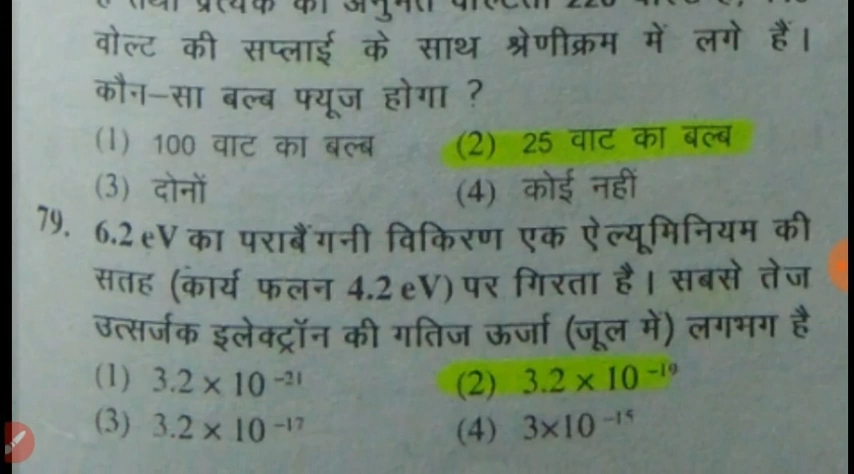 वोल्ट की सप्लाई के साथ श्रेणीक्रम में लगे हैं।
कौन-सा बल्ब फ्यूज होगा ?
(1) 100 वाट का बल्ब (2) 25 वाट का बल्ब
(3) दोनों (4) कोई नहीं
79. 6.2 eV का पराबैंगनी विकिरण एक ऐल्यूमिनियम की
सतह (कार्य फलन 4.2 eV) पर गिरता है। सबसे तेज
उत्सर्जक इलेक्ट्रॉन की गतिज ऊर्जा (जूल में) लगभग है
(1) 3.2 × 10⁻²¹ (2) 3.2 × 10⁻¹⁹
(3) 3.2 × 10⁻¹⁷ (4) 3×10⁻¹⁵